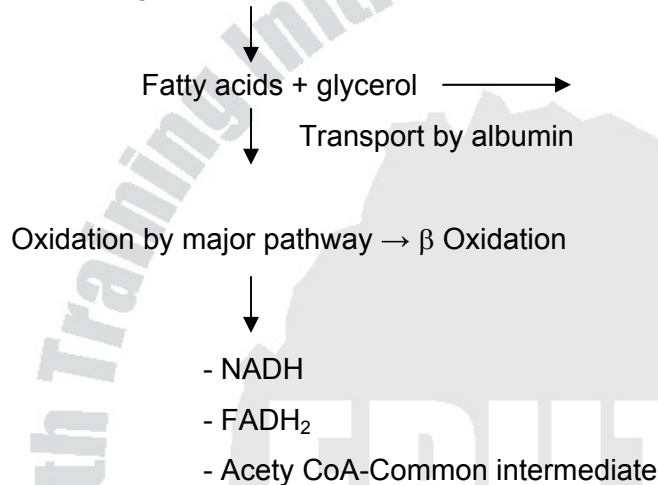 Fatty acids + glycerol
Transport by albumin
Oxidation by major pathway → β Oxidation
- NADH
- FADH₂
- Acety CoA-Common intermediate